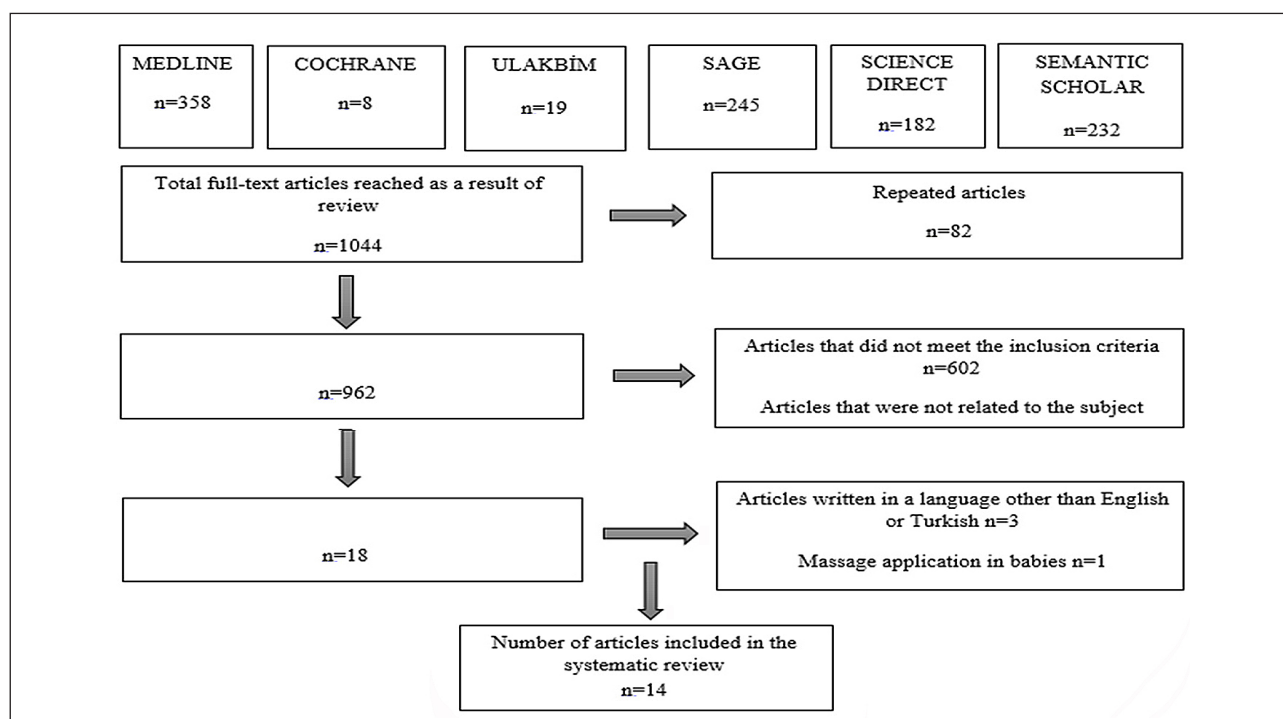 MEDLINE
n=358
COCHRANE
n=8
ULAKBİM
n=19
SAGE
n=245
SCIENCE
DIRECT
n=182
SEMANTIC
SCHOLAR
n=232
Total full-text articles reached as a result of
review
n=1044
Repeated articles
n=82
n=962
Articles that did not meet the inclusion criteria
n=602
Articles that were not related to the subject
n=18
Articles written in a language other than English
or Turkish n=3
Massage application in babies n=1
Number of articles included in the
systematic review
n=14